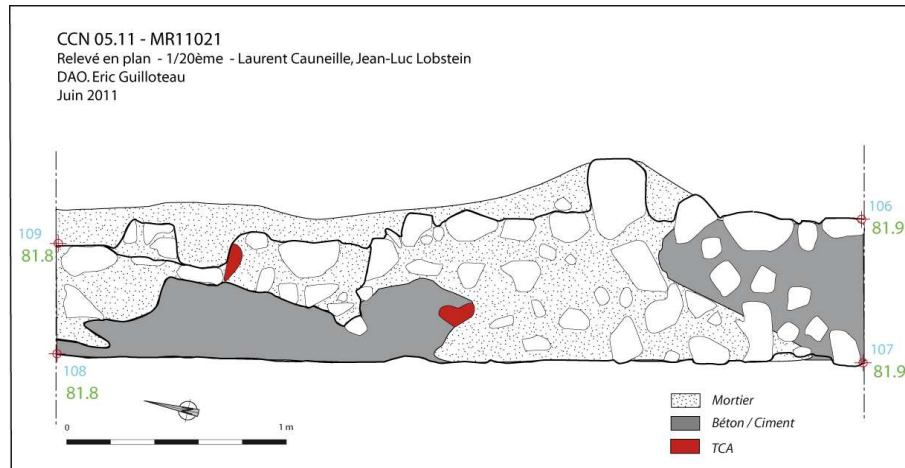 CCN 05.11 - MR11021
Relevé en plan - 1/20ème - Laurent Cauneille, Jean-Luc Lobstein
DAO. Eric Guilloteau
Juin 2011
109
81.8
106
81.9
108
81.8
107
81.9
0 1 m
Mortier
Béton / Ciment
TCA